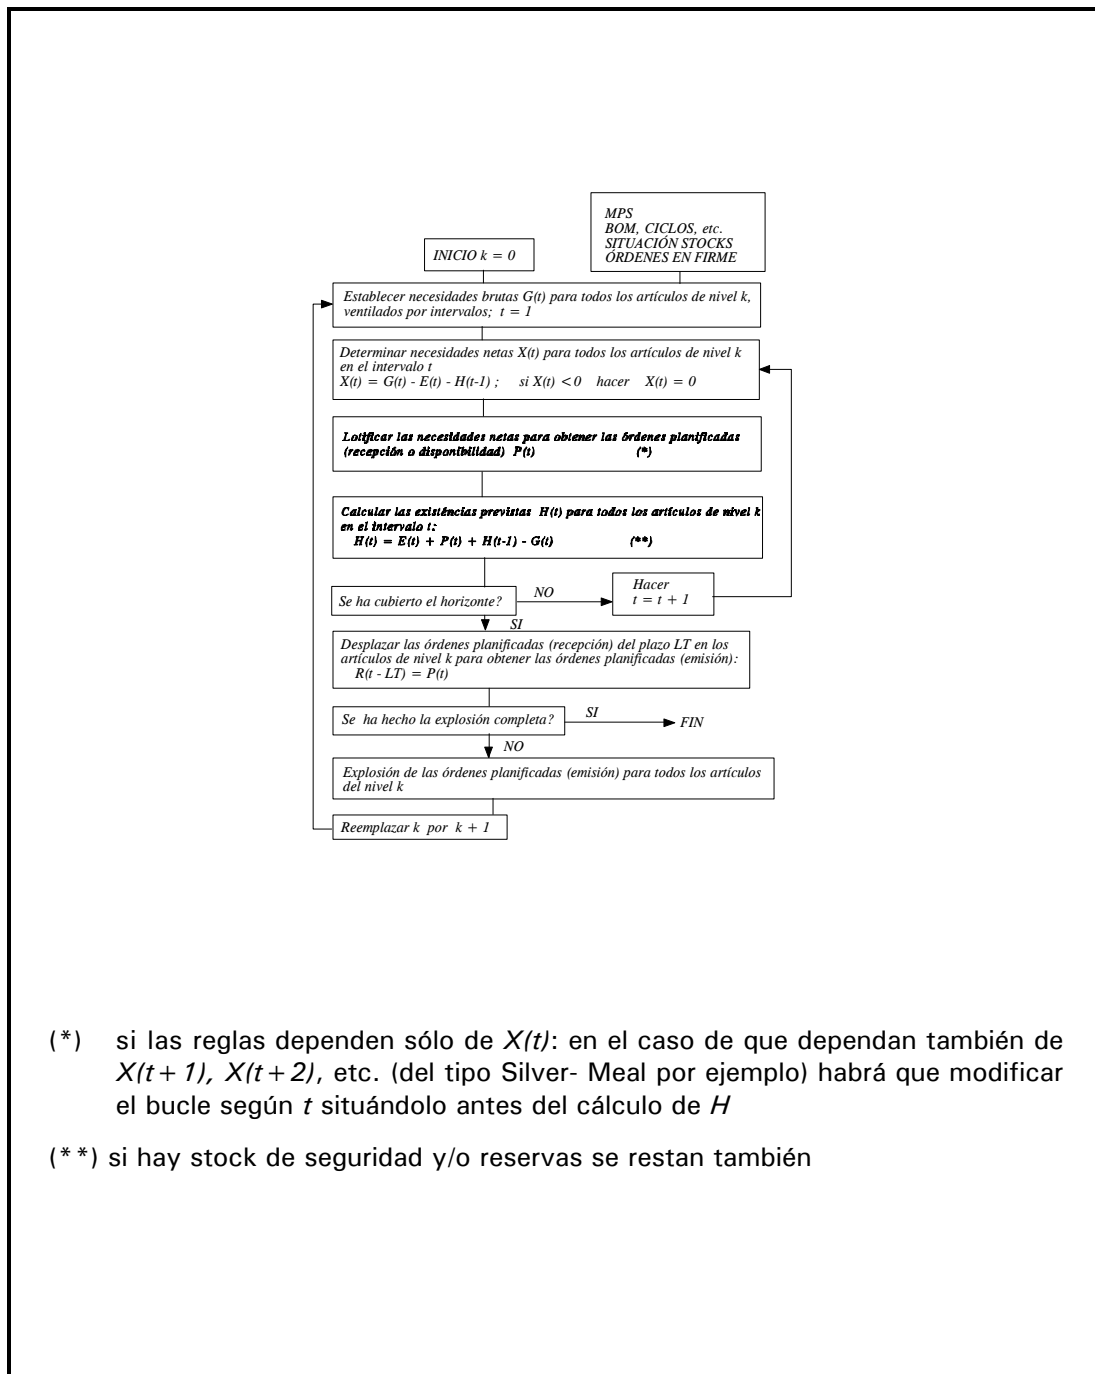 MPS
BOM, CICLOS, etc.
SITUACIÓN STOCKS
ÓRDENES EN FIRME
INICIO k = 0
Establecer necesidades brutas G(t) para todos los artículos de nivel k,
ventilados por intervalos; t = 1
Determinar necesidades netas X(t) para todos los artículos de nivel k
en el intervalo t
X(t) = G(t) - E(t) - H(t-1) ; si X(t) <0 hacer X(t) = 0
Lotificar las necesidades netas para obtener las órdenes planificadas
(recepción o disponibilidad) P(t) (*)
Calcular las existéncias previstas H(t) para todos los artículos de nivel k
en el intervalo t:
H(t) = E(t) + P(t) + H(t-1) - G(t) (**)
Se ha cubierto el horizonte?
NO
Hacer
t = t + 1
SI
Desplazar las órdenes planificadas (recepción) del plazo LT en los
artículos de nivel k para obtener las órdenes planificadas (emisión):
R(t - LT) = P(t)
Se ha hecho la explosión completa?
SI
FIN
NO
Explosión de las órdenes planificadas (emisión) para todos los artículos
del nivel k
Reemplazar k por k + 1
(*) si las reglas dependen sólo de X(t): en el caso de que dependan también de
X(t+1), X(t+2), etc. (del tipo Silver- Meal por ejemplo) habrá que modificar
el bucle según t situándolo antes del cálculo de H
(**) si hay stock de seguridad y/o reservas se restan también